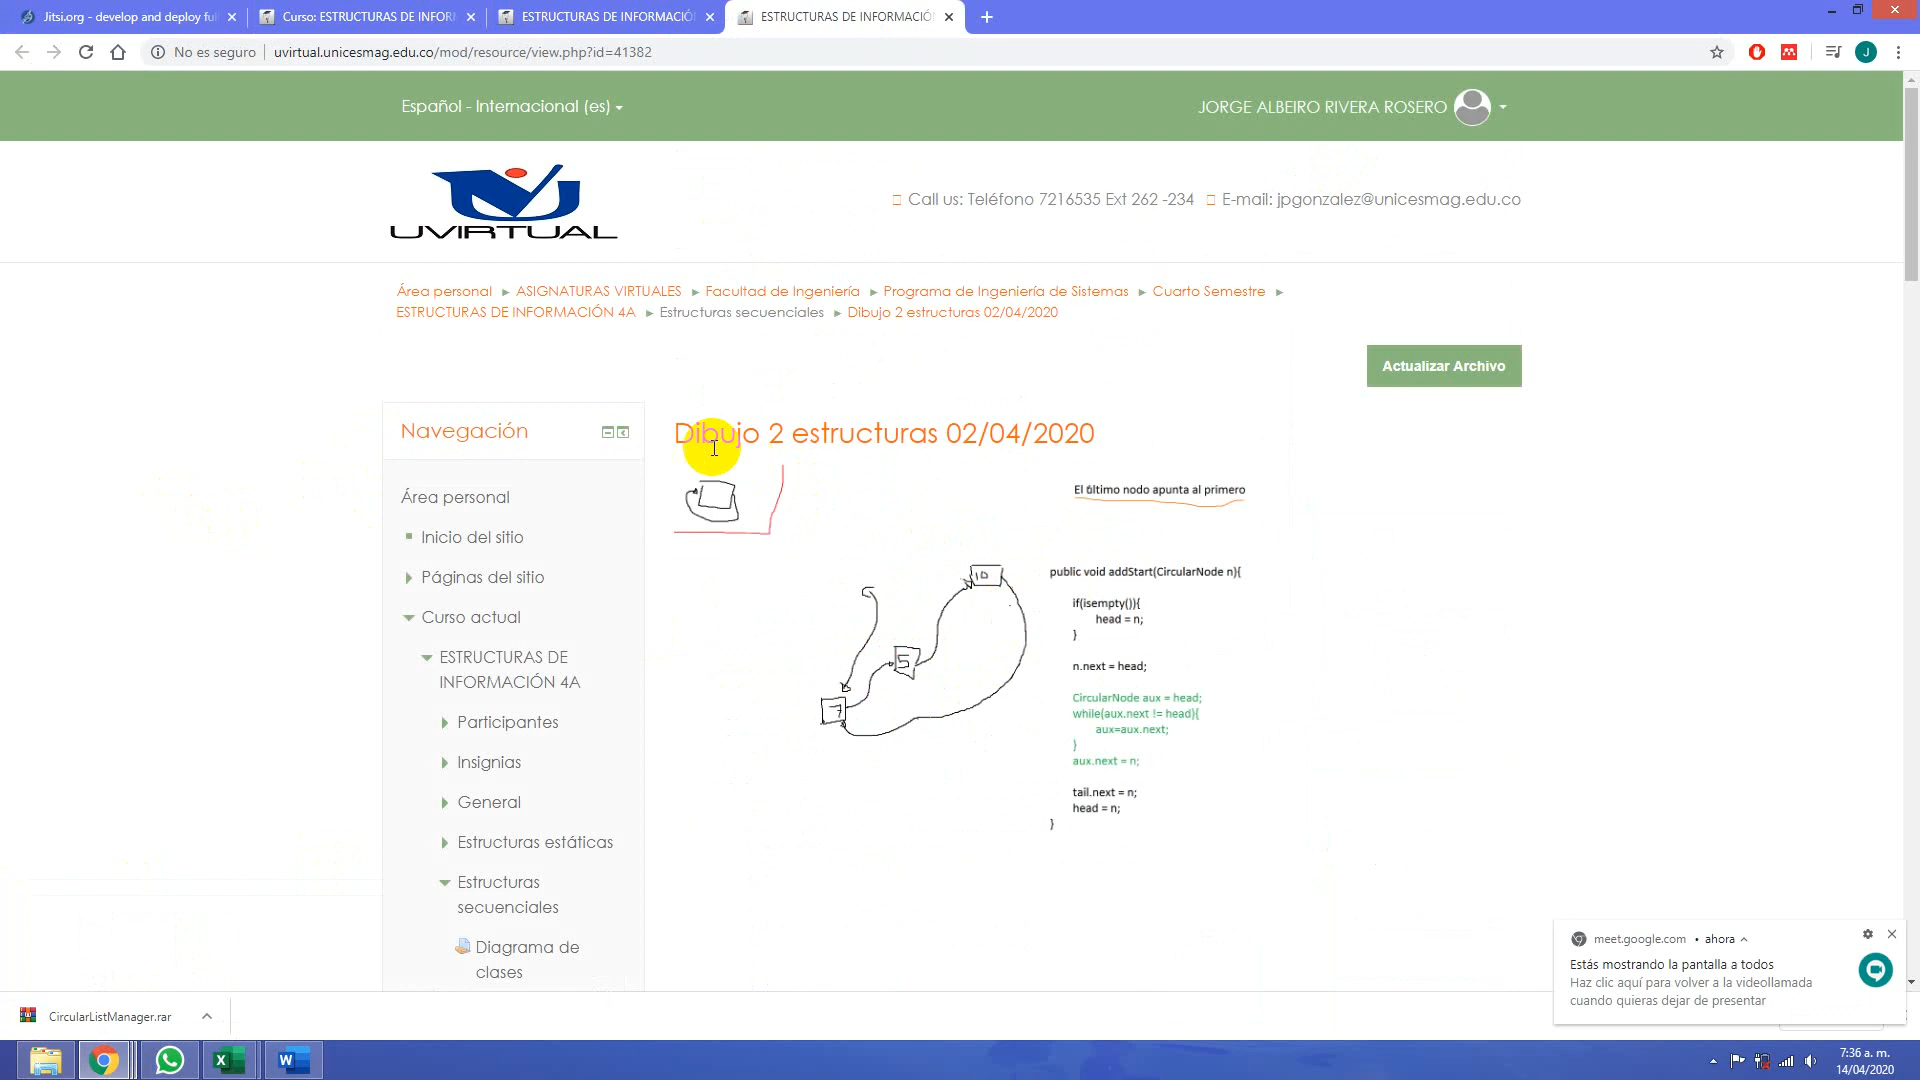 Jitsi.org - develop and deploy ful
Curso: ESTRUCTURAS DE INFORM
ESTRUCTURAS DE INFORMACIÓN
ESTRUCTURAS DE INFORMACIÓN
No es seguro
uvirtual.unicesmag.edu.co/mod/resource/view.php?id=41382
J
Español - Internacional (es)
JORGE ALBEIRO RIVERA ROSERO
UVIRTUAL
Call us: Teléfono 7216535 Ext 262 -234
E-mail: jpgonzalez@unicesmag.edu.co
Área personal ► ASIGNATURAS VIRTUALES ► Facultad de Ingeniería ► Programa de Ingeniería de Sistemas ► Cuarto Semestre ►
ESTRUCTURAS DE INFORMACIÓN 4A ► Estructuras secuenciales ► Dibujo 2 estructuras 02/04/2020
Actualizar Archivo
Navegación
Área personal
Inicio del sitio
Páginas del sitio
Curso actual
ESTRUCTURAS DE
INFORMACIÓN 4A
Participantes
Insignias
General
Estructuras estáticas
Estructuras
secuenciales
Diagrama de
clases
Dibujo 2 estructuras 02/04/2020
El último nodo apunta al primero
10
5
7
public void addStart(CircularNode n){
if(isempty()){
head = n;
}
n.next = head;
CircularNode aux = head;
while(aux.next != head){
aux=aux.next;
}
aux.next = n;
tail.next = n;
head = n;
}
meet.google.com • ahora
Estás mostrando la pantalla a todos
Haz clic aquí para volver a la videollamada
cuando quieras dejar de presentar
CircularListManager.rar
7:36 a. m.
14/04/2020